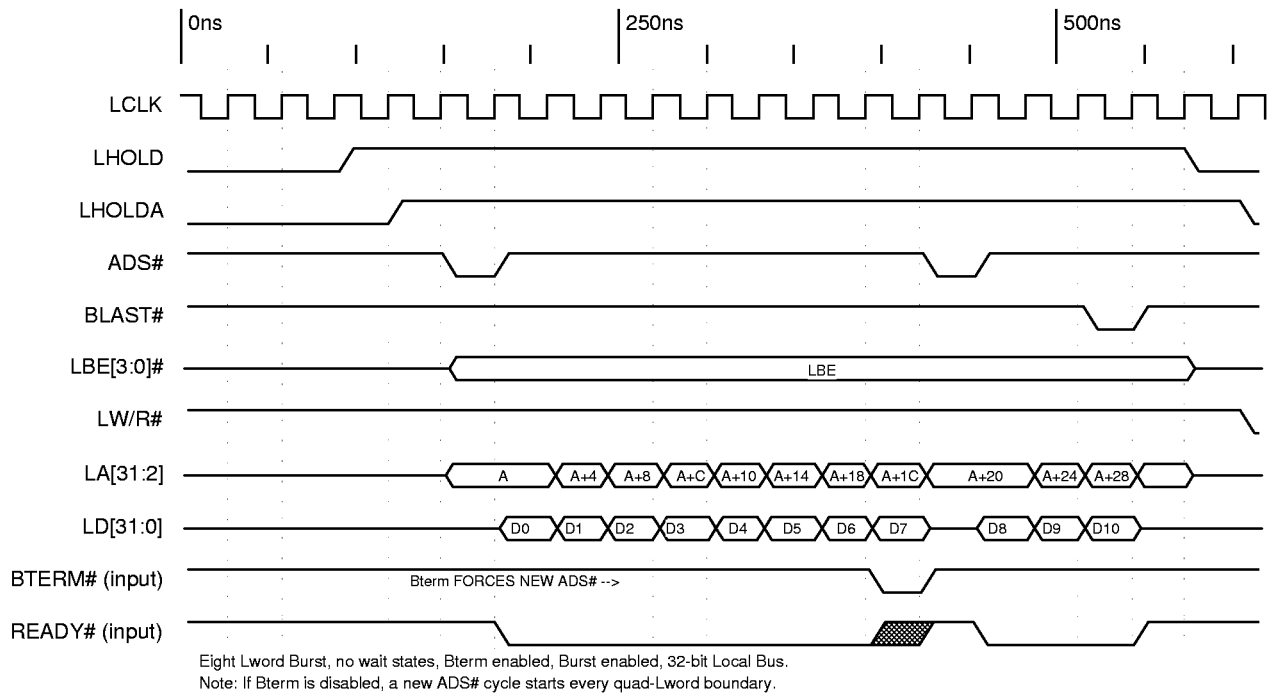 0ns 250ns 500ns
LCLK
LHOLD
LHOLDA
ADS#
BLAST#
LBE[3:0]# LBE
LW/R#
LA[31:2] A A+4 A+8 A+C A+10 A+14 A+18 A+1C A+20 A+24 A+28
LD[31:0] D0 D1 D2 D3 D4 D5 D6 D7 D8 D9 D10
BTERM# (input) Bterm FORCES NEW ADS# -->
READY# (input)
Eight Lword Burst, no wait states, Bterm enabled, Burst enabled, 32-bit Local Bus.
Note: If Bterm is disabled, a new ADS# cycle starts every quad-Lword boundary.